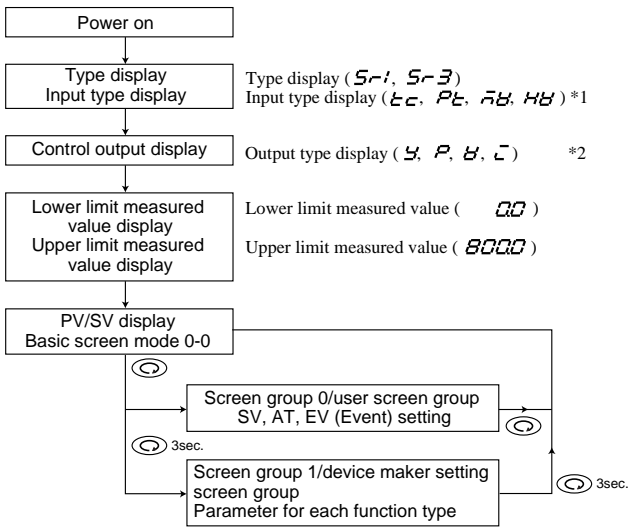 Power on
Type display
Input type display
Type display ( Sr1, Sr3)
Input type display ( tc, Pt, ) *1
Control output display
Output type display ( Y, P, ) *2
Lower limit measured
value display
Upper limit measured
value display
Lower limit measured value ( 0.0 )
Upper limit measured value ( 800.0 )
PV/SV display
Basic screen mode 0-0
Screen group 0/user screen group
SV, AT, EV (Event) setting
3sec.
Screen group 1/device maker setting
screen group
Parameter for each function type
3sec.